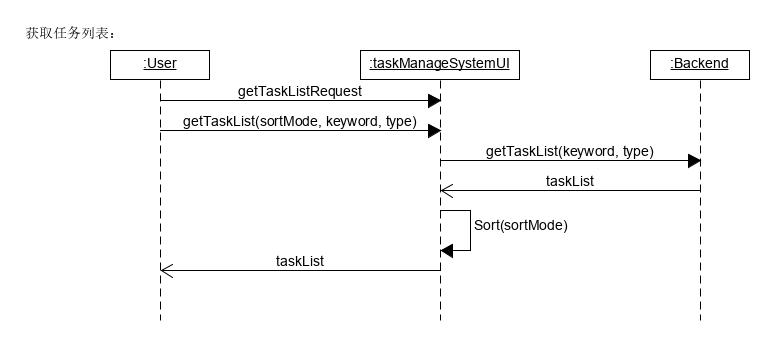 获取任务列表：
:User
:taskManageSystemUI
:Backend
getTaskListRequest
getTaskList(sortMode, keyword, type)
getTaskList(keyword, type)
taskList
Sort(sortMode)
taskList